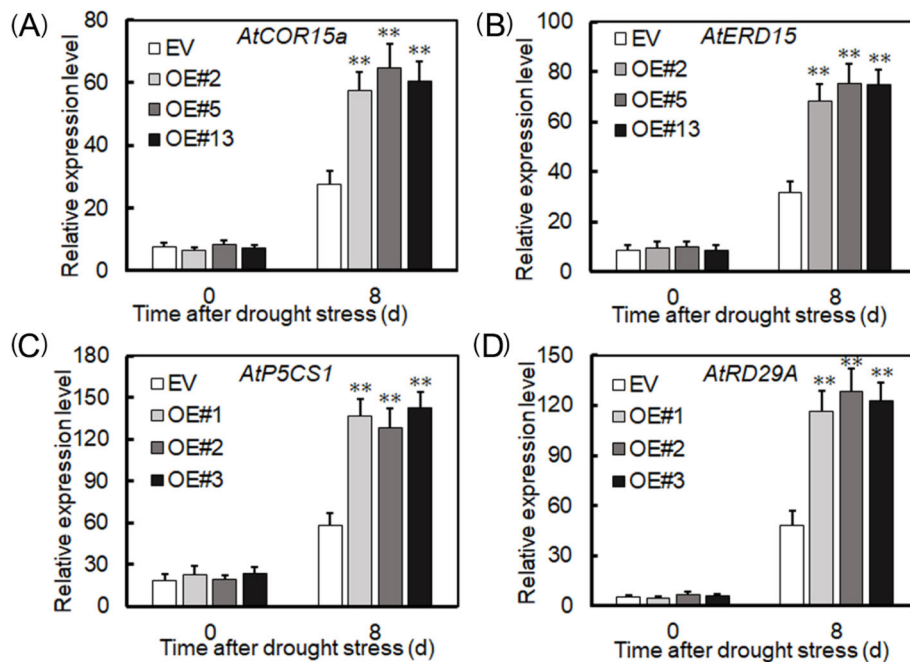 (A)
AtCOR15a
Relative expression level
80
60
40
20
0
EV
OE#2
OE#5
OE#13
**
**
**
0
8
Time after drought stress (d)
(B)
AtERD15
Relative expression level
100
80
60
40
20
0
EV
OE#2
OE#5
OE#13
**
**
**
0
8
Time after drought stress (d)
(C)
AtP5CS1
Relative expression level
180
150
120
90
60
30
0
EV
OE#1
OE#2
OE#3
**
**
**
0
8
Time after drought stress (d)
(D)
AtRD29A
Relative expression level
150
120
90
60
30
0
EV
OE#1
OE#2
OE#3
**
**
**
0
8
Time after drought stress (d)